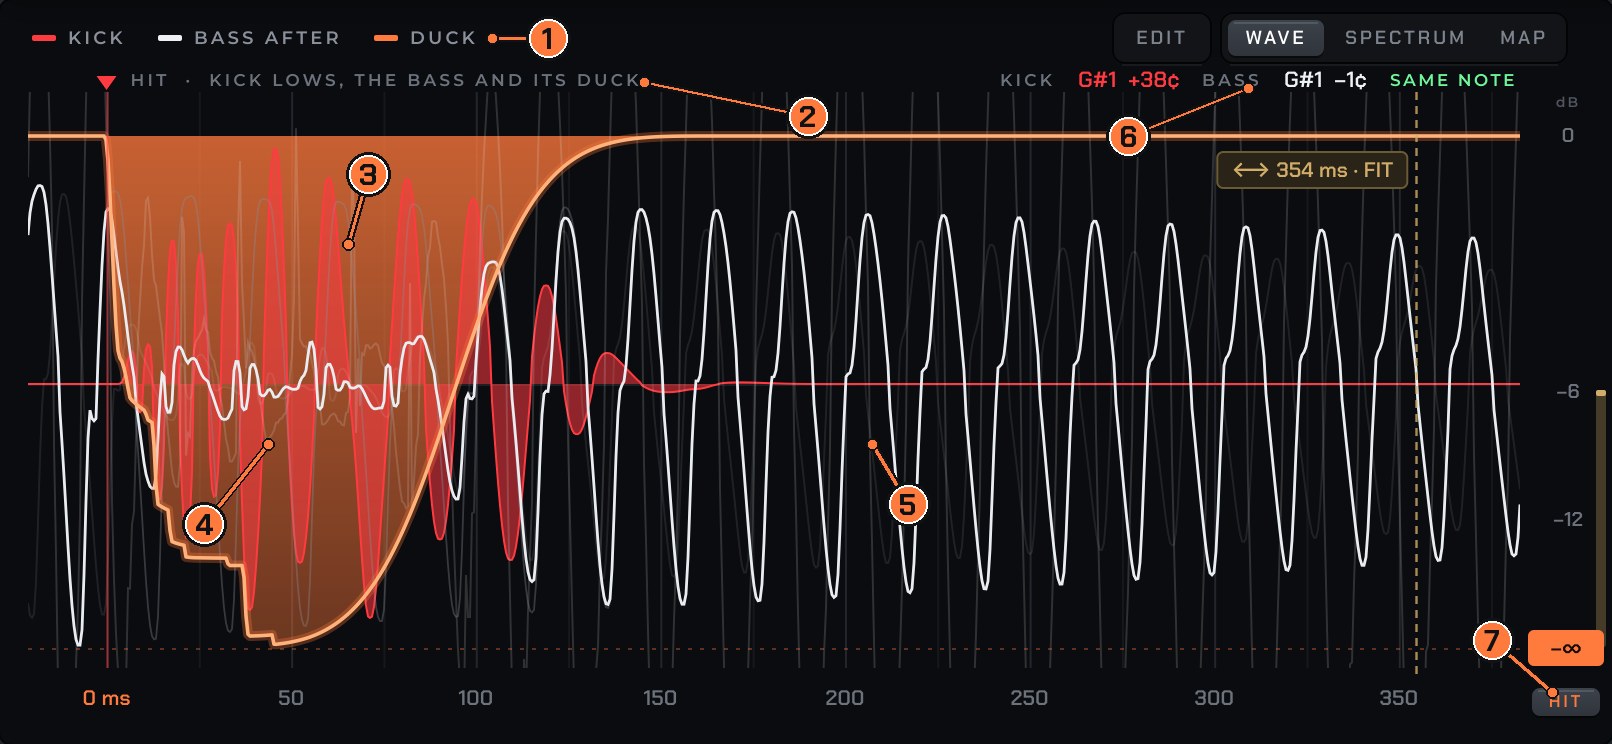 KICK BASS AFTER DUCK 1 EDIT WAVE SPECTRUM MAP
HIT · KICK LOWS, THE BASS AND ITS DUCK KICK G#1 +38¢ BASS G#1 −1¢ SAME NOTE
dB
2
6
0
3
↔ 354 ms · FIT
−6
4
5
−12
7
−∞
0 ms 50 100 150 200 250 300 350 HIT